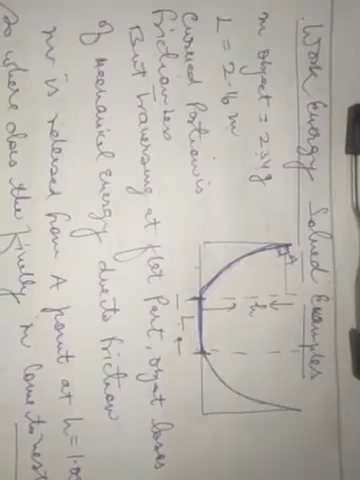 Work Energy Solved Examples
m object = 234 g
L = 2.16 m
Curved Portion is
frictionless
But traversing at flat Part, object loses
of mechanical Energy due to friction
m is released from A point at h = 1.00
So where does the finally m come to rest
A
h
L